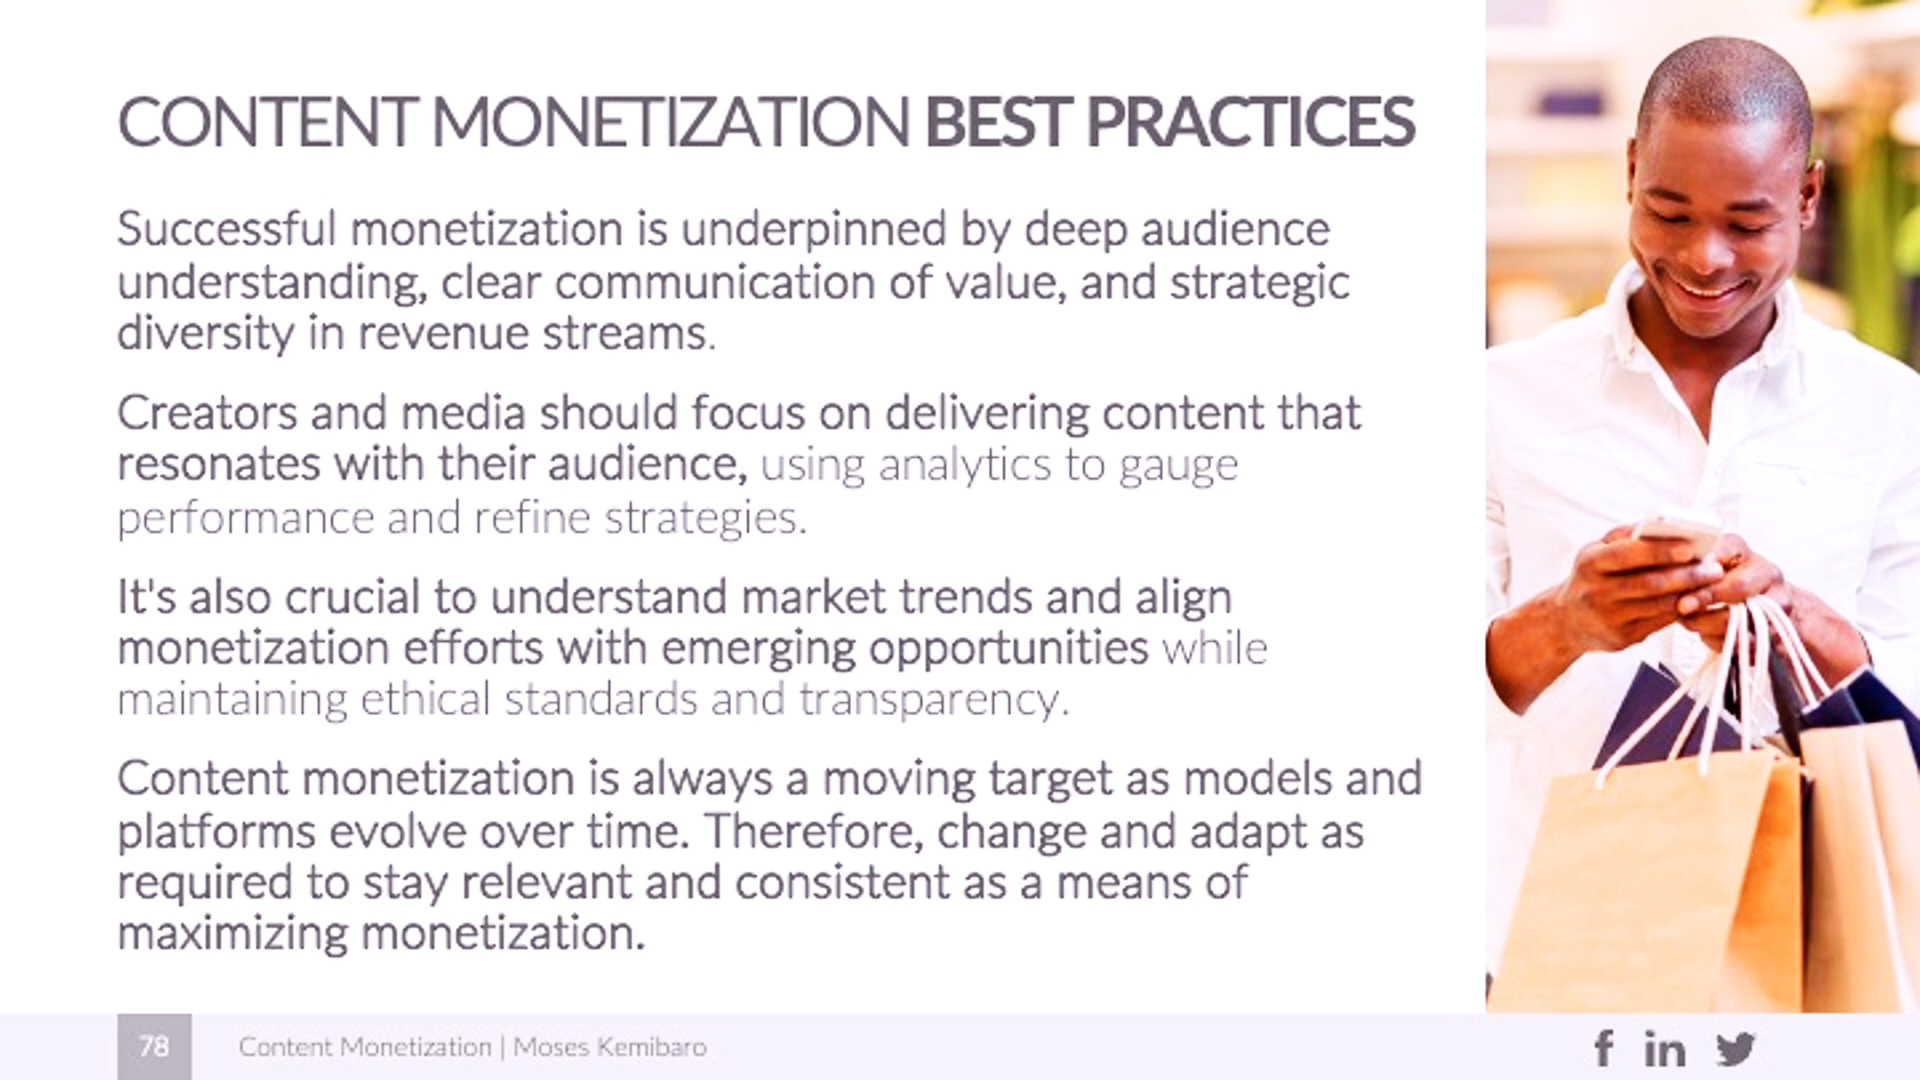 CONTENT MONETIZATION BEST PRACTICES
Successful monetization is underpinned by deep audience
understanding, clear communication of value, and strategic
diversity in revenue streams.
Creators and media should focus on delivering content that
resonates with their audience, using analytics to gauge
performance and refine strategies.
It's also crucial to understand market trends and align
monetization efforts with emerging opportunities while
maintaining ethical standards and transparency.
Content monetization is always a moving target as models and
platforms evolve over time. Therefore, change and adapt as
required to stay relevant and consistent as a means of
maximizing monetization.
78 Content Monetization | Moses Kemibaro
f in